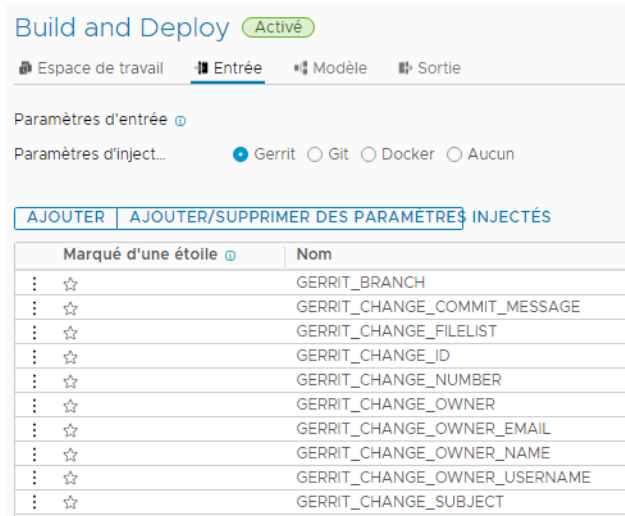 Build and Deploy Activé
Espace de travail Entrée Modèle Sortie
Paramètres d'entrée
Paramètres d'inject... Gerrit Git Docker Aucun
AJOUTER AJOUTER/SUPPRIMER DES PARAMÈTRES INJECTÉS
Marqué d'une étoile Nom
GERRIT_BRANCH
GERRIT_CHANGE_COMMIT_MESSAGE
GERRIT_CHANGE_FILELIST
GERRIT_CHANGE_ID
GERRIT_CHANGE_NUMBER
GERRIT_CHANGE_OWNER
GERRIT_CHANGE_OWNER_EMAIL
GERRIT_CHANGE_OWNER_NAME
GERRIT_CHANGE_OWNER_USERNAME
GERRIT_CHANGE_SUBJECT